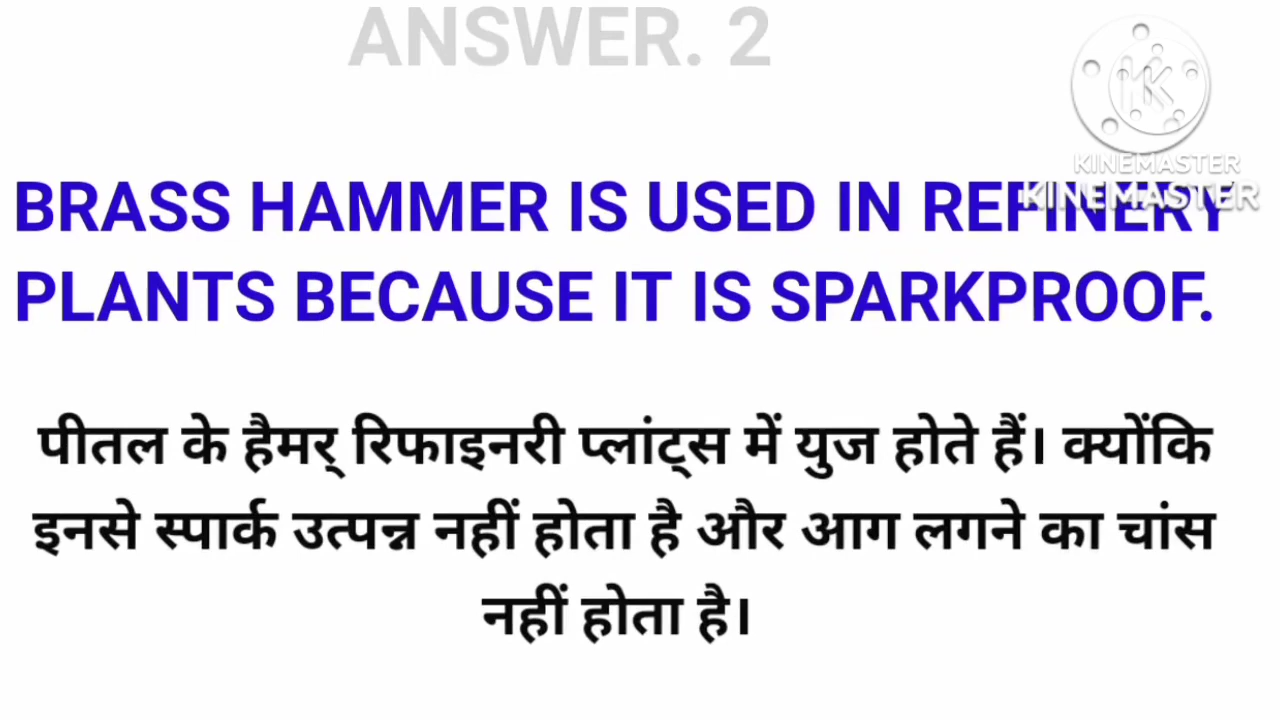 ANSWER. 2
KINEMASTER
KINEMASTER
BRASS HAMMER IS USED IN REFINERY
PLANTS BECAUSE IT IS SPARKPROOF.
पीतल के हैमर् रिफाइनरी प्लांट्स में युज होते हैं। क्योंकि
इनसे स्पार्क उत्पन्न नहीं होता है और आग लगने का चांस
नहीं होता है।